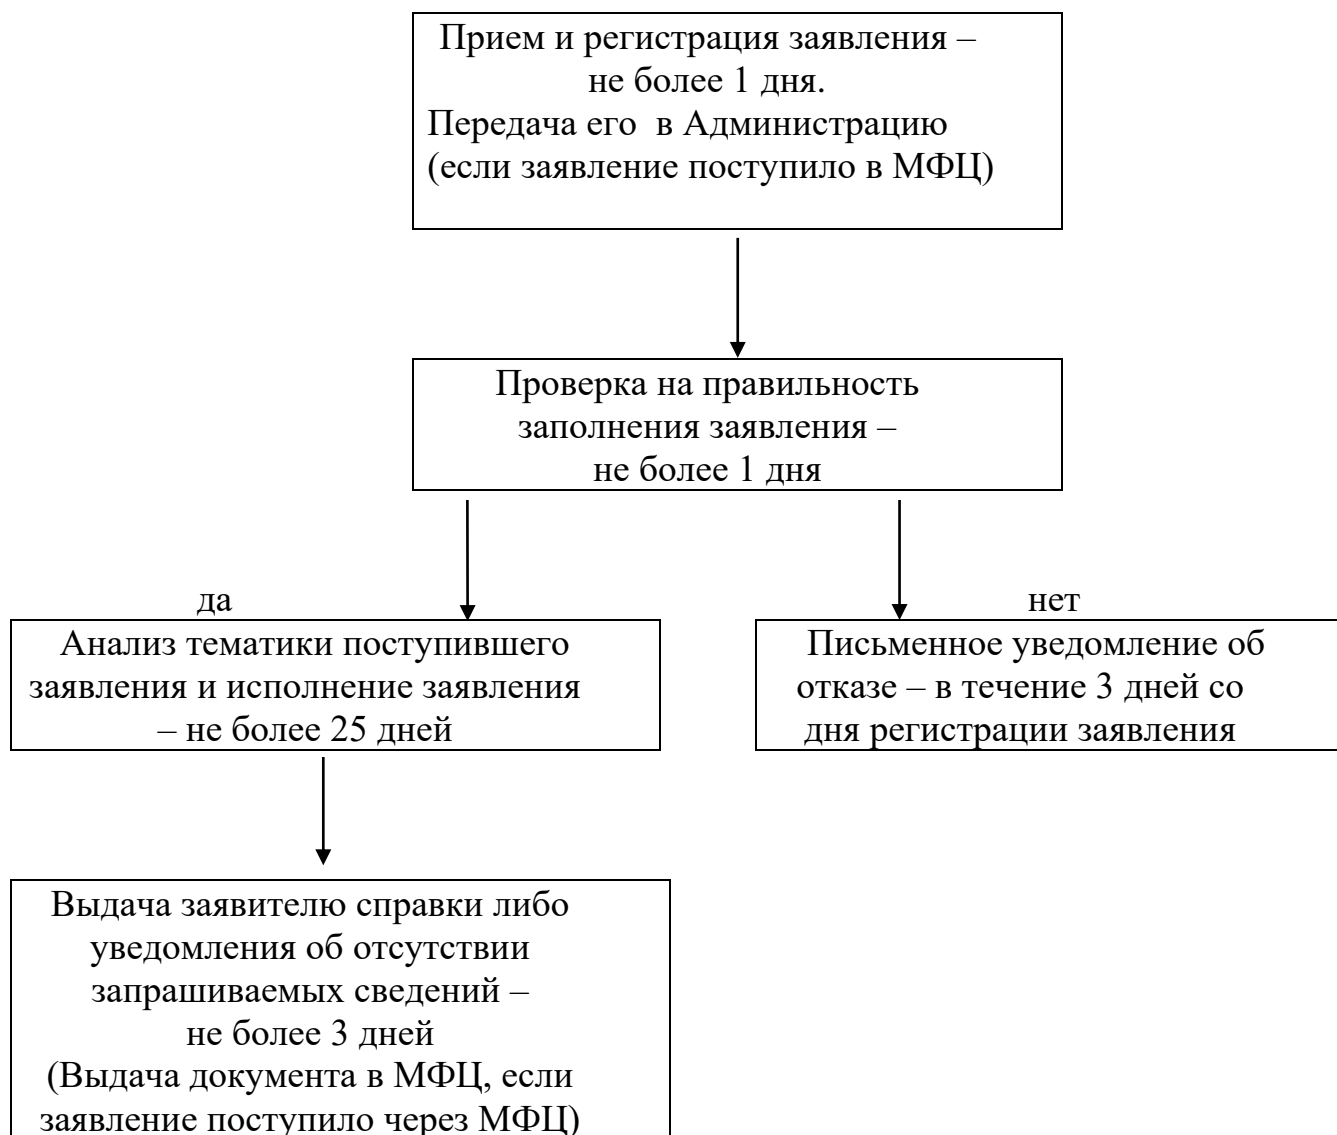 Прием и регистрация заявления –
не более 1 дня.
Передача его  в Администрацию
(если заявление поступило в МФЦ)
Проверка на правильность
заполнения заявления –
не более 1 дня
да
нет
Анализ тематики поступившего
заявления и исполнение заявления
– не более 25 дней
Письменное уведомление об
отказе – в течение 3 дней со
дня регистрации заявления
Выдача заявителю справки либо
уведомления об отсутствии
запрашиваемых сведений –
не более 3 дней
(Выдача документа в МФЦ, если
заявление поступило через МФЦ)